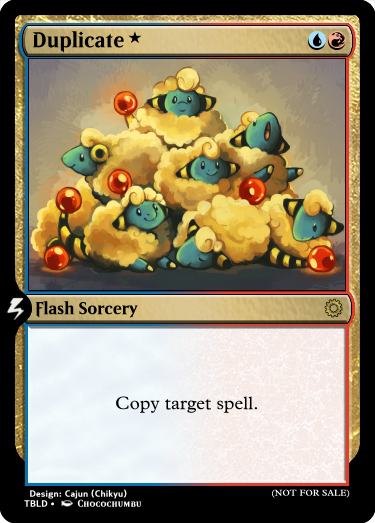 Duplicate ★
Flash Sorcery
Copy target spell.
Design: Cajun (Chikyu)
(NOT FOR SALE)
TBLD • Chocochumbu